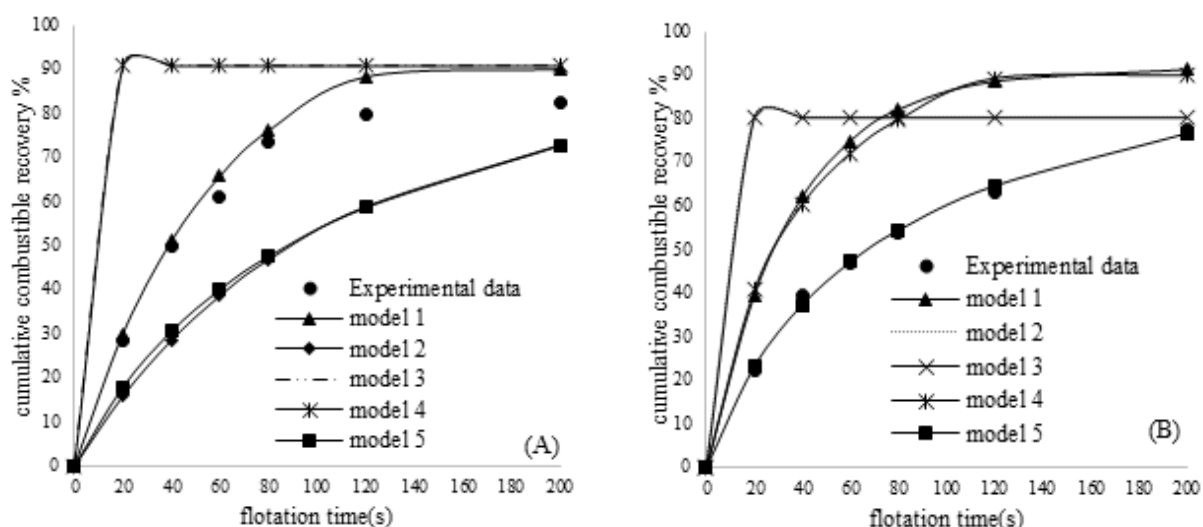 cumulative combustible recovery %
100
90
80
70
60
50
40
30
20
10
0
0 20 40 60 80 100 120 140 160 180 200
flotation time(s)
Experimental data
model 1
model 2
model 3
model 4
model 5
(A)
cumulative combustible recovery %
100
90
80
70
60
50
40
30
20
10
0
0 20 40 60 80 100 120 140 160 180 200
flotation time(s)
Experimental data
model 1
model 2
model 3
model 4
model 5
(B)